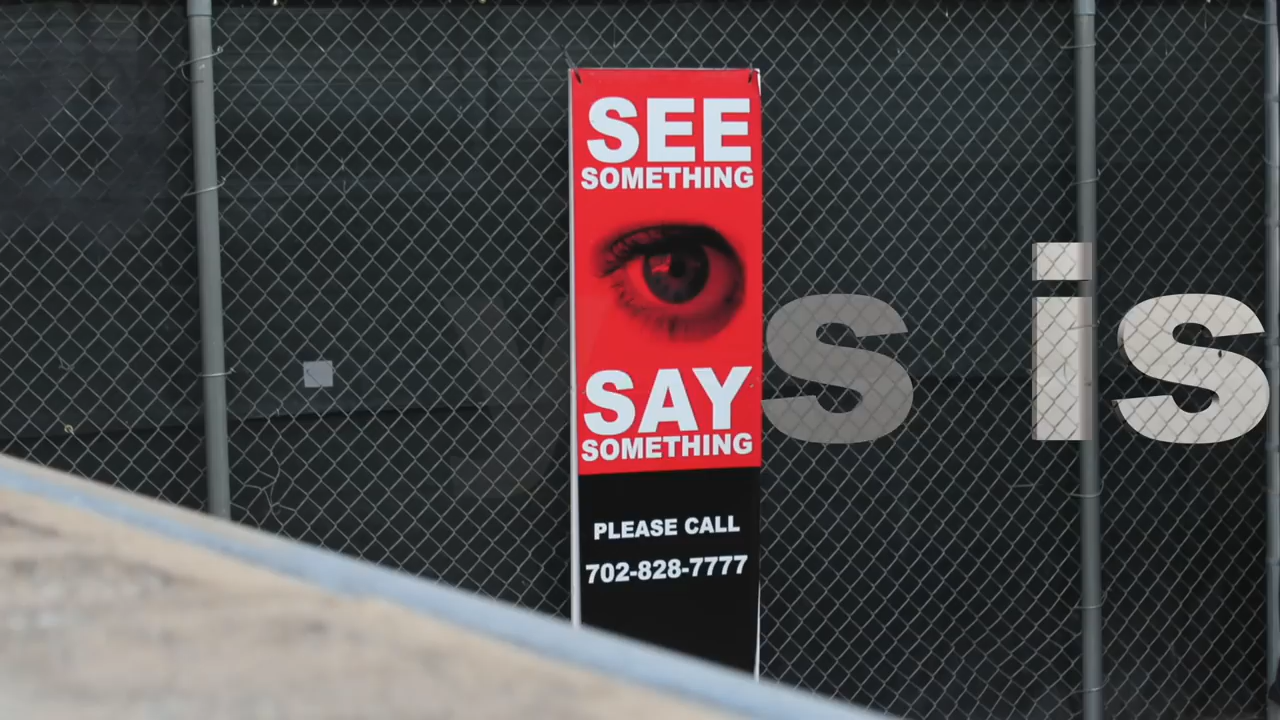 SEE
SOMETHING
SAY
SOMETHING
PLEASE CALL
702-828-7777
s is